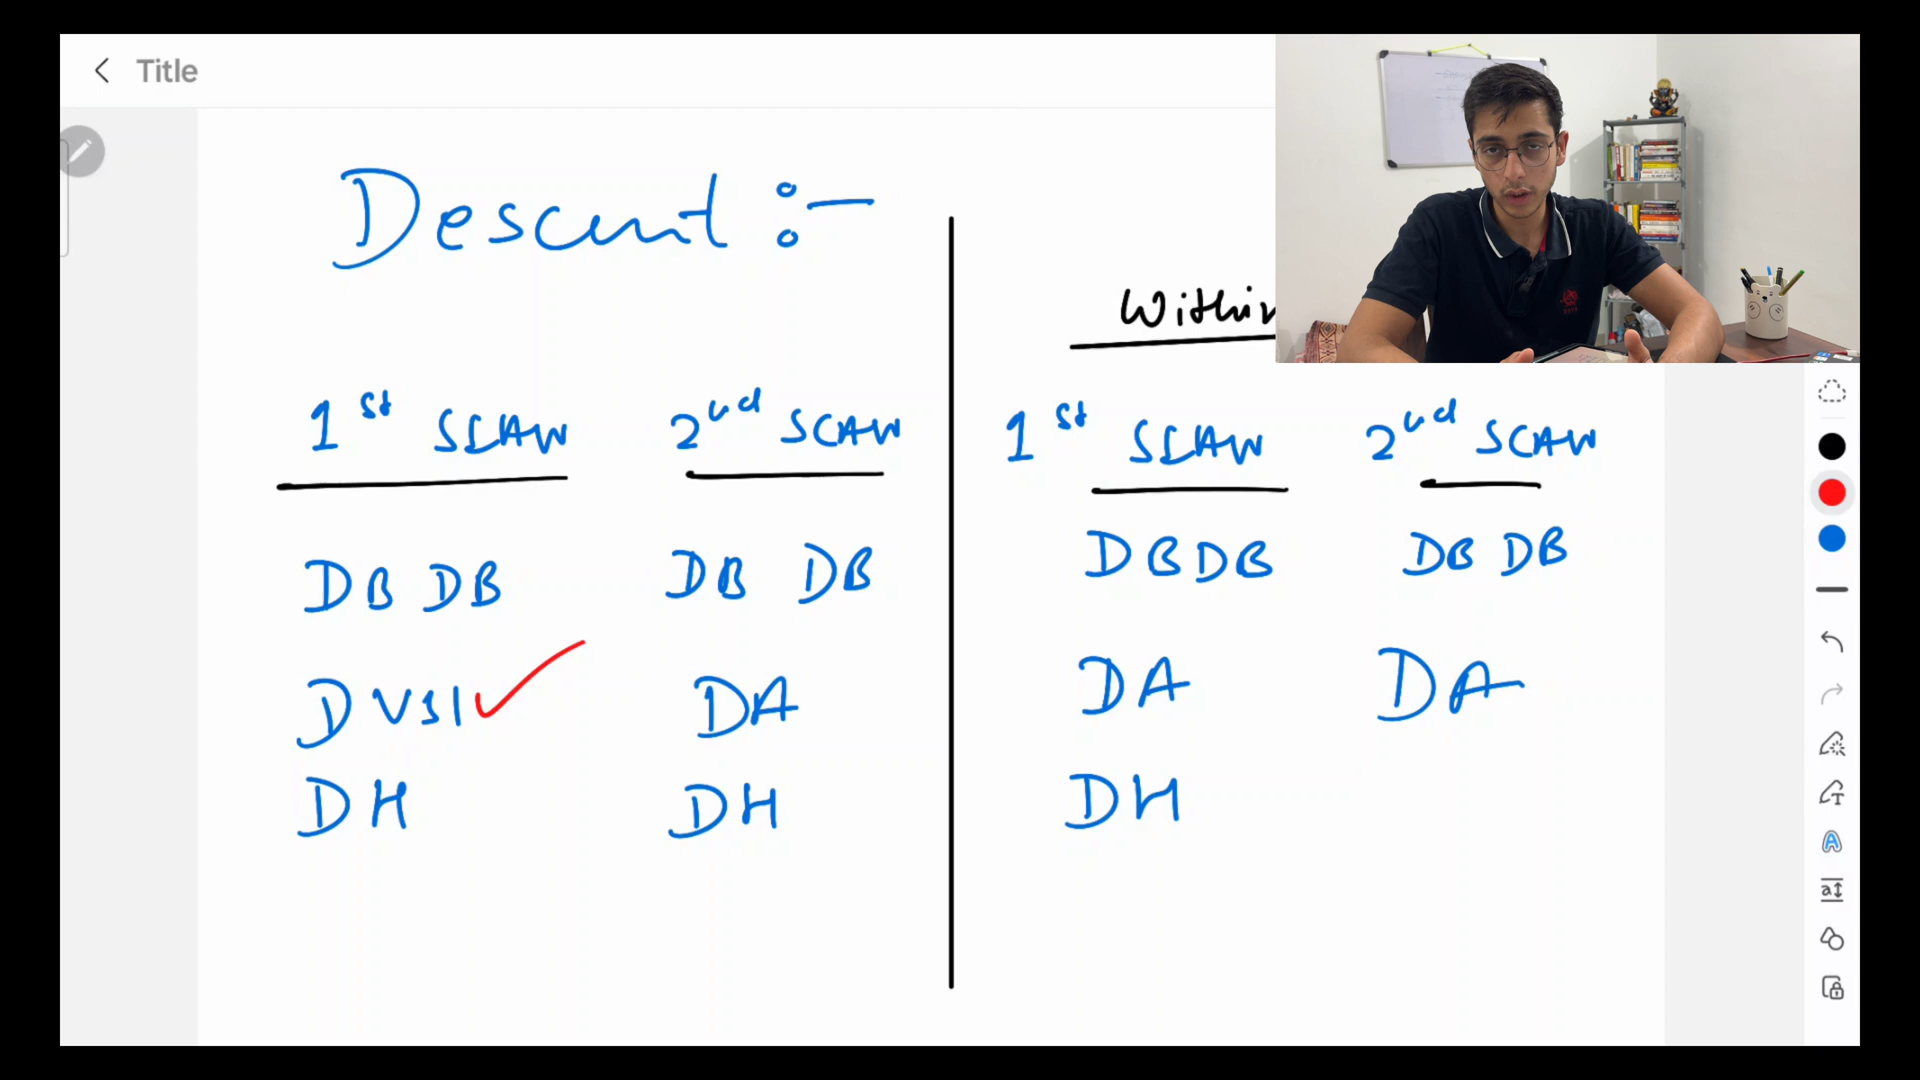 Title
Descent :-
1st SCAN 2nd SCAN
DB DB DB DB
DVSI DA
DH DH
Within
1st SCAN 2nd SCAN
DBDB DB DB
DA DA
DH